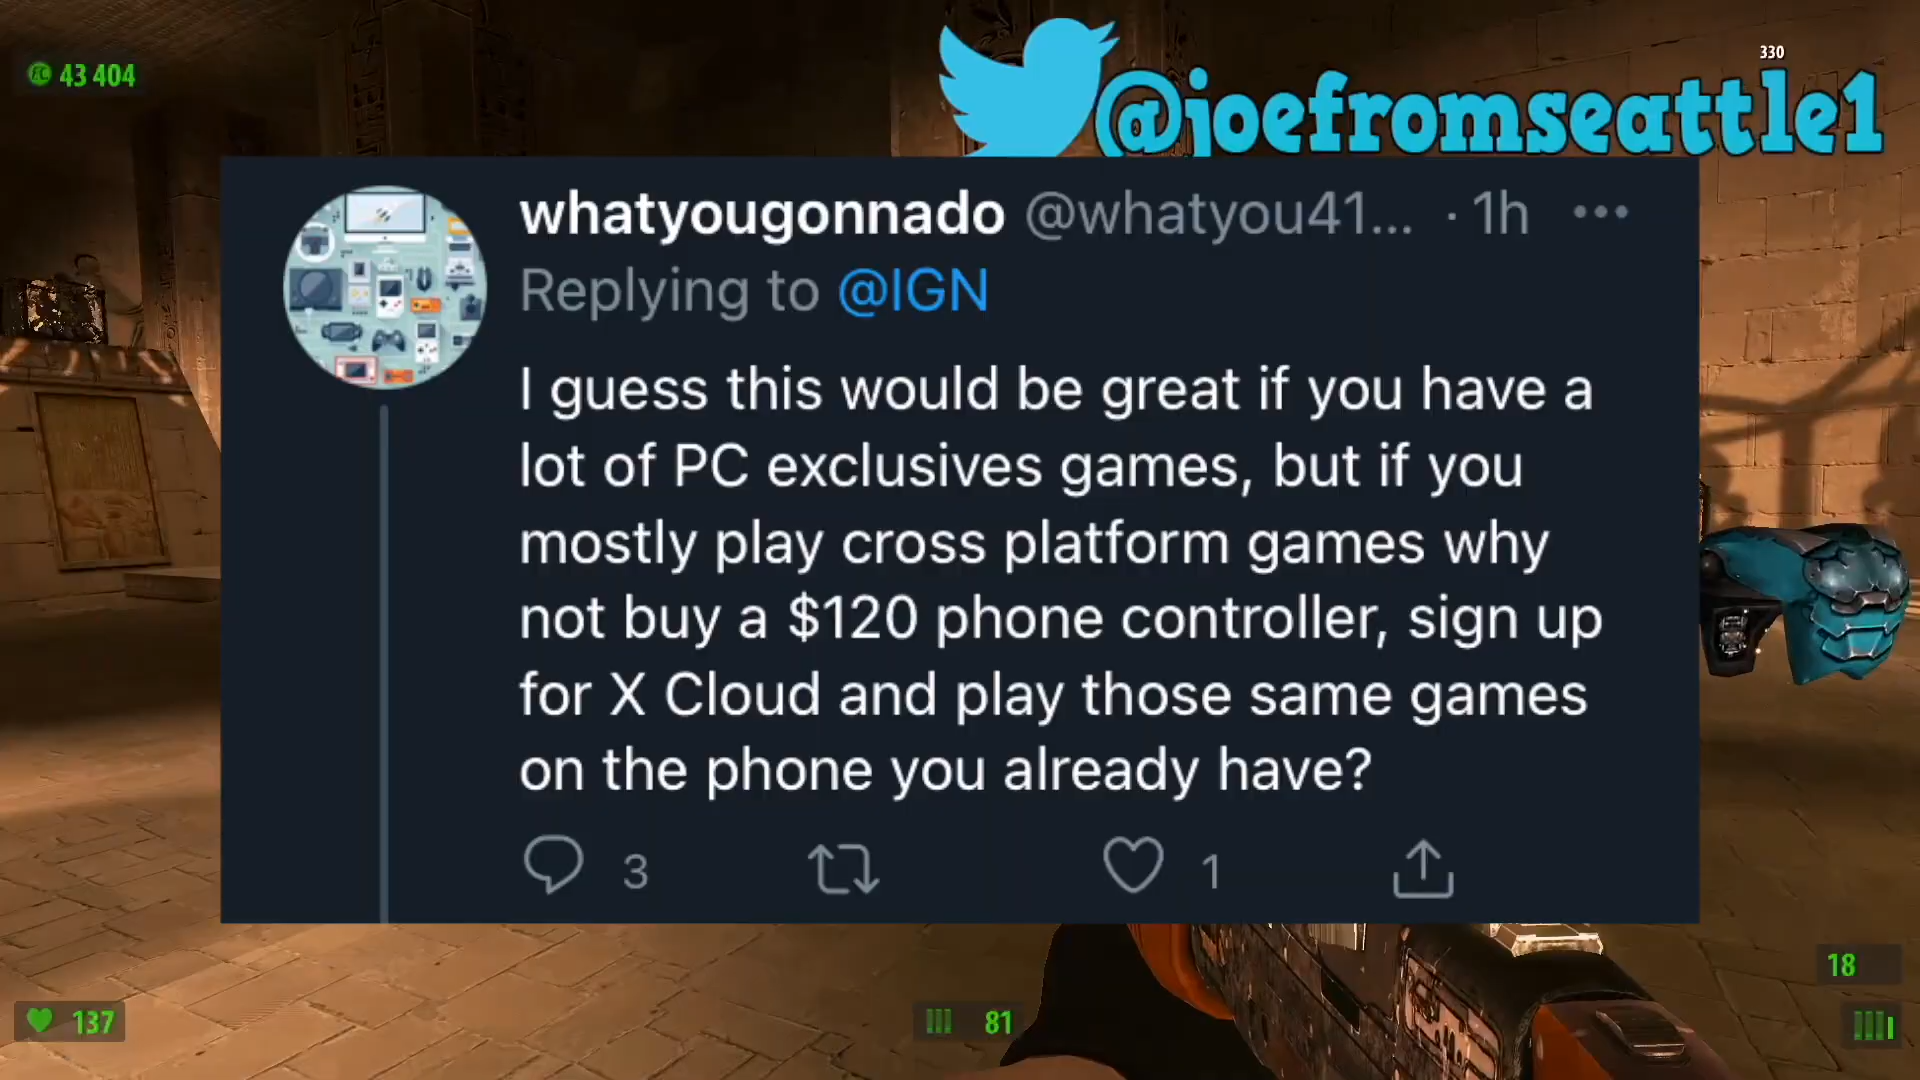 43 404
330
@joefromseattle1
whatyougonnado @whatyou41... · 1h
Replying to @IGN
I guess this would be great if you have a
lot of PC exclusives games, but if you
mostly play cross platform games why
not buy a $120 phone controller, sign up
for X Cloud and play those same games
on the phone you already have?
3 1
18
137 81